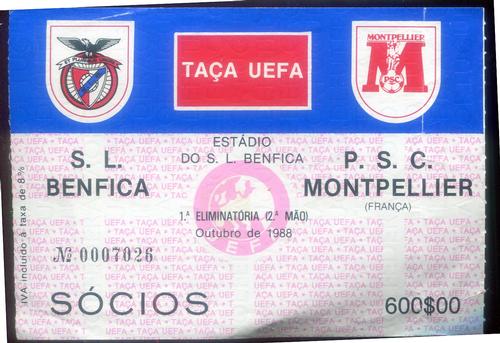 TAÇA UEFA
MONTPELLIER
M
PSC
ESTÁDIO
DO S. L. BENFICA
S. L.
BENFICA
P. S. C.
MONTPELLIER
(FRANÇA)
1.ª ELIMINATÓRIA (2.ª MÃO)
Outubro de 1988
Nº 0007026
SÓCIOS
600$00
IVA incluído à taxa de 8%